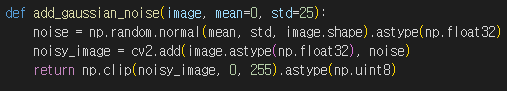 def add_gaussian_noise(image, mean=0, std=25):
    noise = np.random.normal(mean, std, image.shape).astype(np.float32)
    noisy_image = cv2.add(image.astype(np.float32), noise)
    return np.clip(noisy_image, 0, 255).astype(np.uint8)